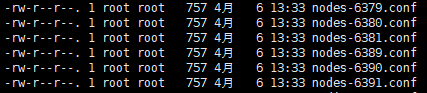 -rw-r--r--. 1 root root 757 4月 6 13:33 nodes-6379.conf
-rw-r--r--. 1 root root 757 4月 6 13:33 nodes-6380.conf
-rw-r--r--. 1 root root 757 4月 6 13:33 nodes-6381.conf
-rw-r--r--. 1 root root 757 4月 6 13:33 nodes-6389.conf
-rw-r--r--. 1 root root 757 4月 6 13:33 nodes-6390.conf
-rw-r--r--. 1 root root 757 4月 6 13:33 nodes-6391.conf